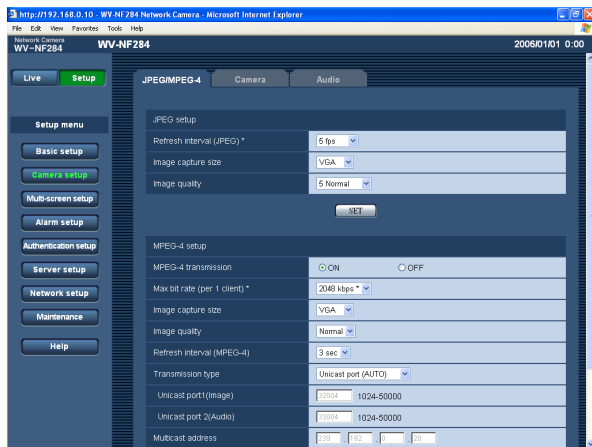 http://192.168.0.10 - WV-NF284 Network Camera - Microsoft Internet Explorer
File Edit View Favorites Tools Help
Network Camera
WV-NF284
WV-NF284
2006/01/01 0:00
Live Setup
JPEG/MPEG-4 Camera Audio
Setup menu
Basic setup
Camera setup
Multi-screen setup
Alarm setup
Authentication setup
Server setup
Network setup
Maintenance
Help
JPEG setup
Refresh interval (JPEG) * 5 fps
Image capture size VGA
Image quality 5 Normal
SET
MPEG-4 setup
MPEG-4 transmission ON OFF
Max bit rate (per 1 client) * 2048 kbps *
Image capture size VGA
Image quality Normal
Refresh interval (MPEG-4) 3 sec
Transmission type Unicast port (AUTO)
Unicast port1(Image) 32004 1024-50000
Unicast port 2(Audio) 33004 1024-50000
Multicast address 239 . 192 . 0 . 20